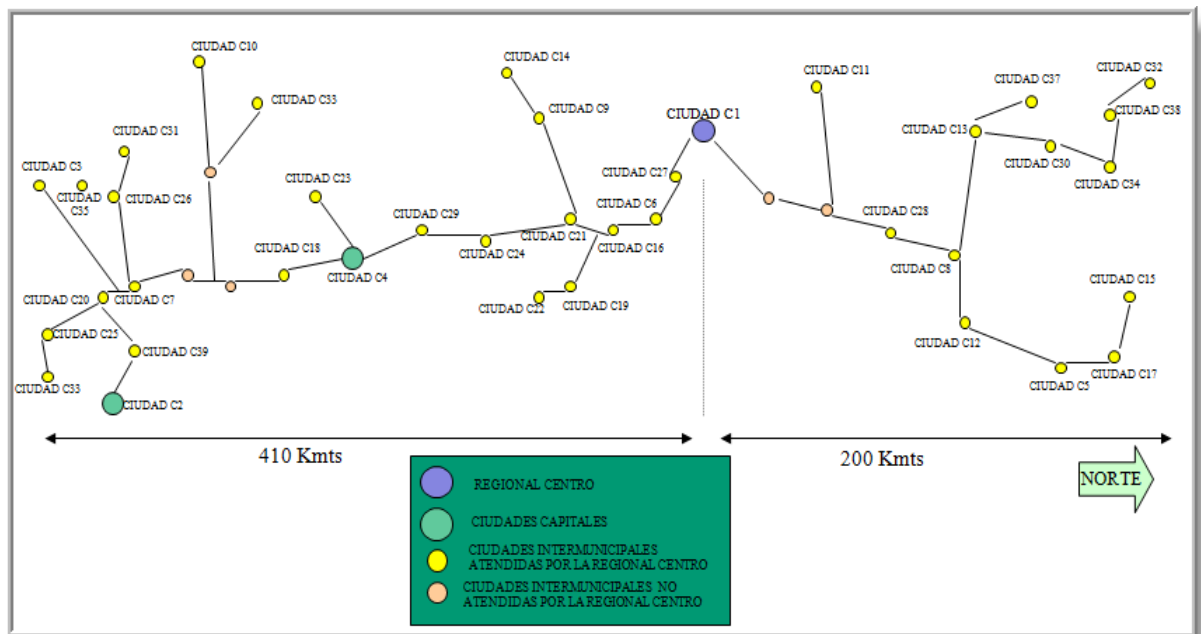 CIUDAD C10
CIUDAD C33
CIUDAD C31
CIUDAD C3
CIUDAD
C35
CIUDAD C26
CIUDAD C23
CIUDAD C18
CIUDAD C4
CIUDAD C29
CIUDAD C24
CIUDAD C14
CIUDAD C9
CIUDAD C1
CIUDAD C27
CIUDAD C6
CIUDAD
C21
CIUDAD
C16
CIUDAD
C22
CIUDAD C19
CIUDAD C20
CIUDAD C7
CIUDAD C25
CIUDAD C39
CIUDAD C33
CIUDAD C2
CIUDAD C11
CIUDAD C37
CIUDAD C32
CIUDAD C38
CIUDAD C13
CIUDAD
C30
CIUDAD
C34
CIUDAD C28
CIUDAD C8
CIUDAD C15
CIUDAD
C12
CIUDAD
C5
CIUDAD C17
410 Kmts
200 Kmts
NORTE
REGIONAL CENTRO
CIUDADES CAPITALES
CIUDADES INTERMUNICIPALES
ATENDIDAS POR LA REGIONAL CENTRO
CIUDADES INTERMUNICIPALES NO
ATENDIDAS POR LA REGIONAL CENTRO